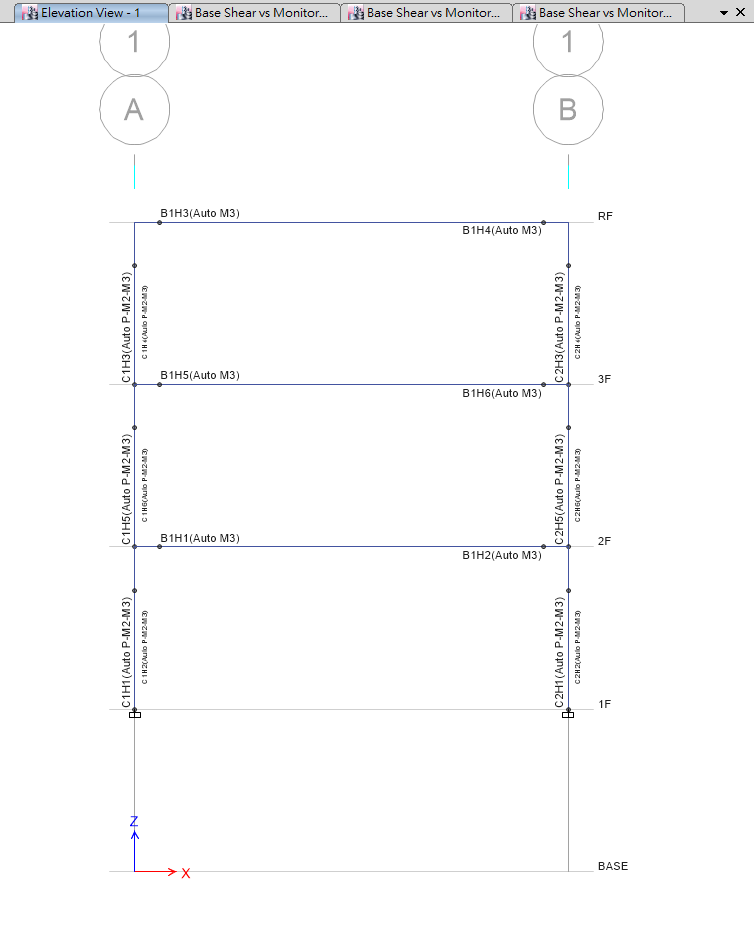 Elevation View - 1
Base Shear vs Monitor...
Base Shear vs Monitor...
Base Shear vs Monitor...
1
1
A
B
B1H3(Auto M3)
RF
B1H4(Auto M3)
C1H3(Auto P-M2-M3)
C1H4(Auto P-M2-M3)
C2H3(Auto P-M2-M3)
C2H4(Auto P-M2-M3)
B1H5(Auto M3)
3F
B1H6(Auto M3)
C1H5(Auto P-M2-M3)
C1H6(Auto P-M2-M3)
C2H5(Auto P-M2-M3)
C2H6(Auto P-M2-M3)
B1H1(Auto M3)
2F
B1H2(Auto M3)
C1H1(Auto P-M2-M3)
C1H2(Auto P-M2-M3)
C2H1(Auto P-M2-M3)
C2H2(Auto P-M2-M3)
1F
Z
X
BASE